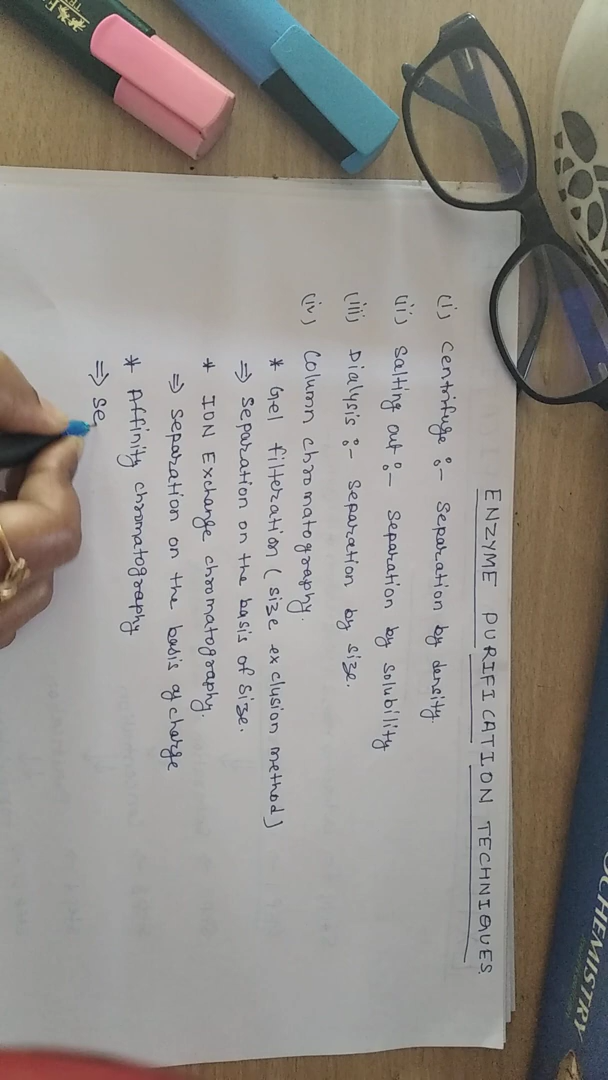 ENZYME PURIFICATION TECHNIQUES.
(i) Centrifuge :- Separation by density.
(ii) Salting out :- Separation by solubility
(iii) Dialysis :- Separation by size.
(iv) Column chromatography.
* Gel filteration (size exclusion method)
⇒ Separation on the basis of size.
* ION Exchange chromatography.
⇒ Separation on the basis of charge
* Affinity chromatography
⇒ Se
OCHEMISTRY